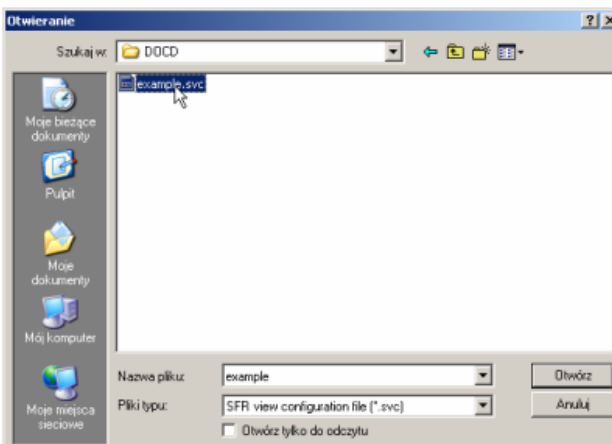 Otwieranie
Szukaj w: DOCD
example.svc
Moje bieżące
dokumenty
Pulpit
Moje
dokumenty
Mój komputer
Moje miejsca
sieciowe
Nazwa pliku: example Otwórz
Pliki typu: SFR view configuration file (*.svc) Anuluj
Otwórz tylko do odczytu